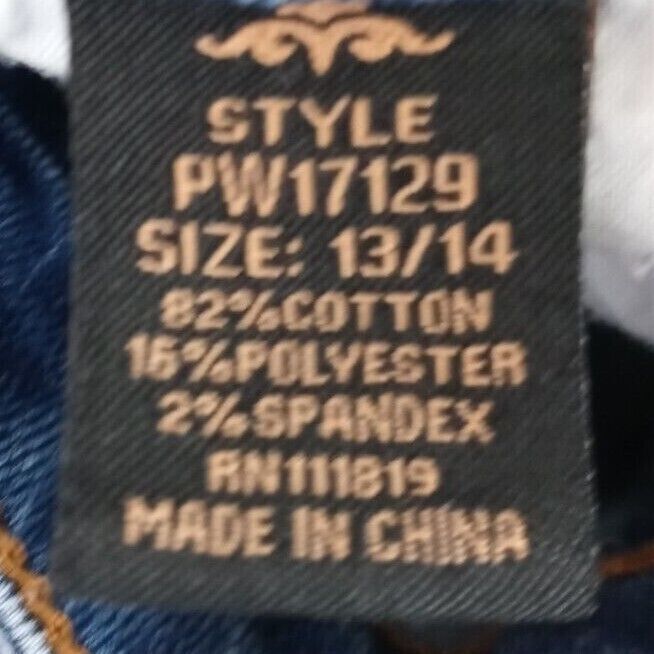 STYLE
PW17129
SIZE: 13/14
82%COTTON
16%POLYESTER
2%SPANDEX
RN111819
MADE IN CHINA